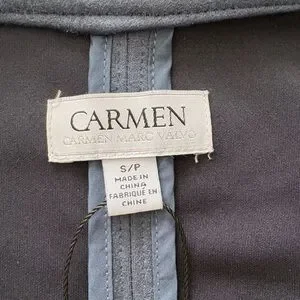 CARMEN
CARMEN MARC VALVO
S/P
MADE IN
CHINA
FABRIQUÉ EN
CHINE